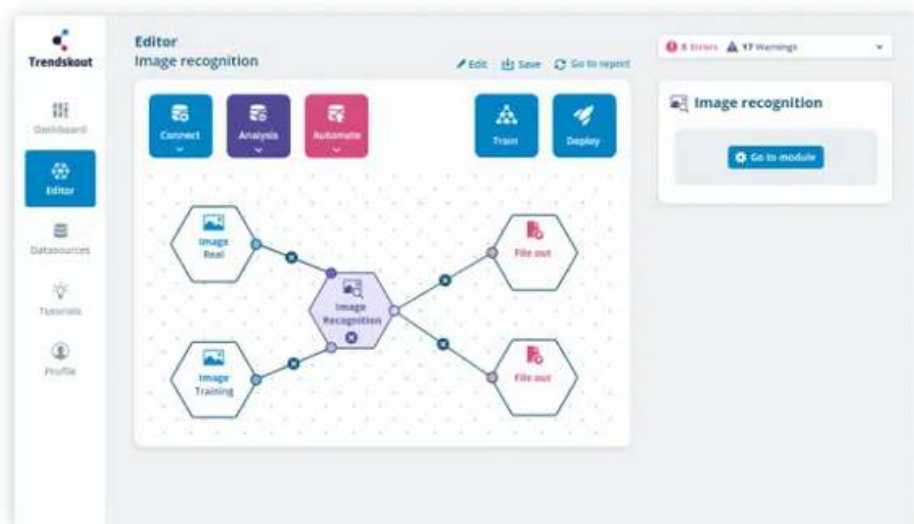 Trendskout
Dashboard
Editor
Datasources
Tutorials
Profile
Editor
Image recognition
Edit Save Go to report
Connect Analysis Automate Train Deploy
Image
Real
Image
Training
Image
Recognition
File out
File out
Errors 17 Warnings
Image recognition
Go to module